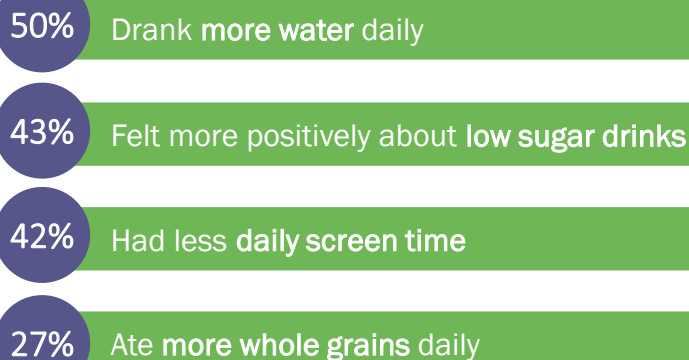 50% Drank more water daily
43% Felt more positively about low sugar drinks
42% Had less daily screen time
27% Ate more whole grains daily